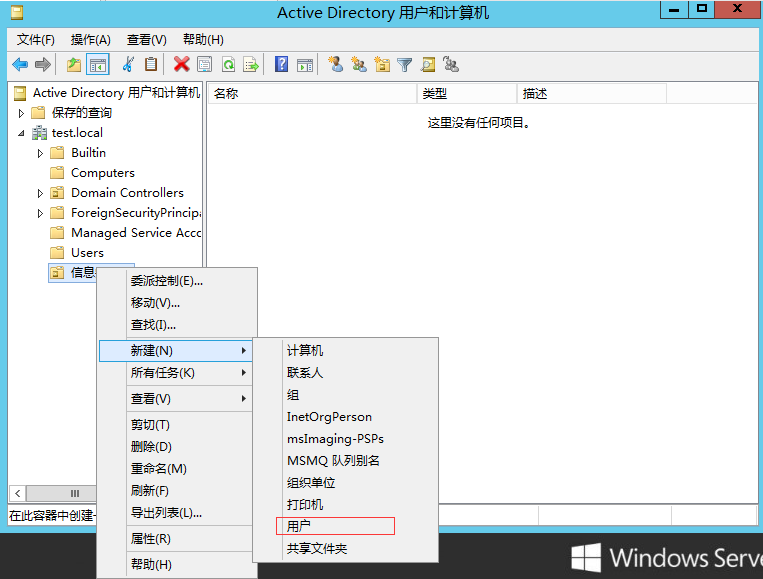 Active Directory 用户和计算机
文件(F) 操作(A) 查看(V) 帮助(H)
Active Directory 用户和计算机
名称 类型 描述
保存的查询
这里没有任何项目。
test.local
Builtin
Computers
Domain Controllers
ForeignSecurityPrincipa
Managed Service Acco
Users
信息
委派控制(E)...
移动(V)...
查找(I)...
新建(N)
所有任务(K)
查看(V)
剪切(T)
删除(D)
重命名(M)
刷新(F)
导出列表(L)...
属性(R)
帮助(H)
计算机
联系人
组
InetOrgPerson
msImaging-PSPs
MSMQ 队列别名
组织单位
打印机
用户
共享文件夹
在此容器中创建
Windows Serve